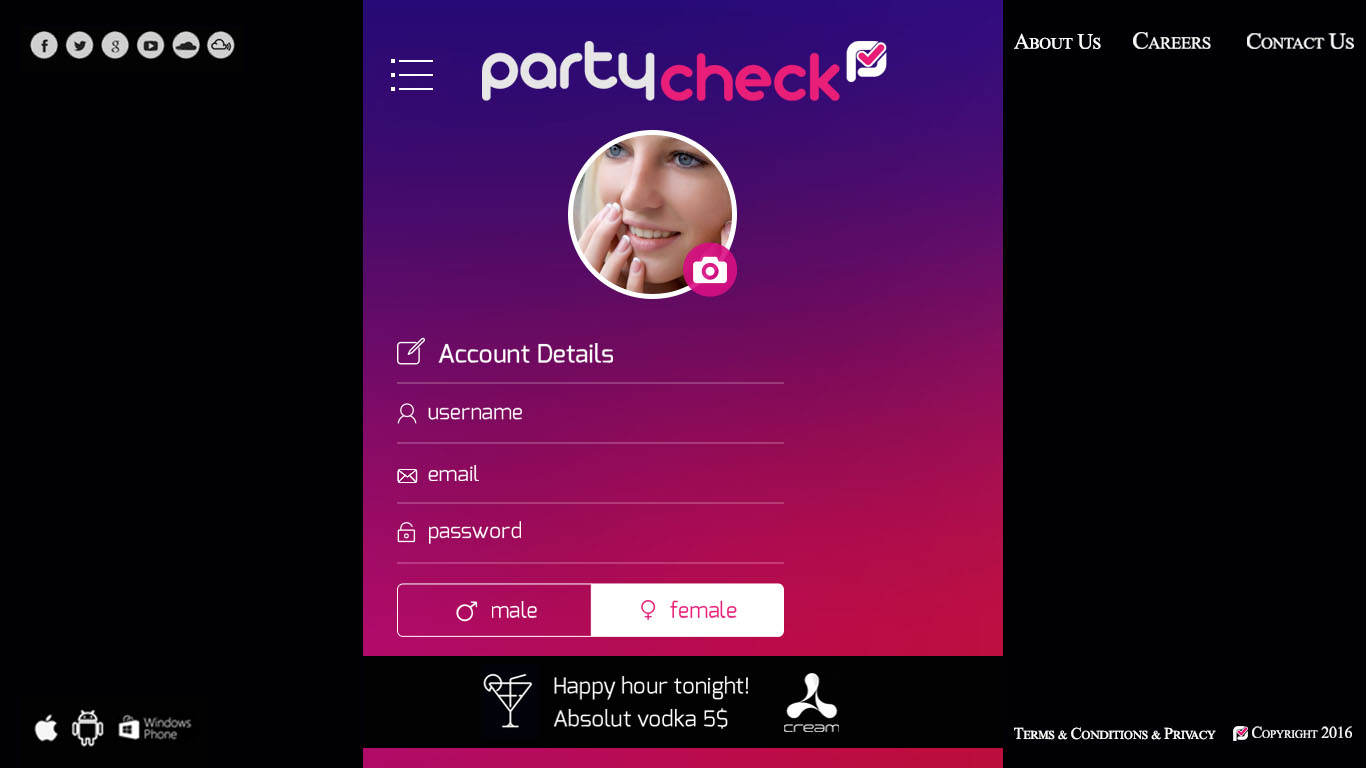 About Us Careers Contact Us
partycheck
Account Details
username
email
password
male female
Happy hour tonight!
Absolut vodka 5$
cream
Windows
Phone
Terms & Conditions & Privacy Copyright 2016